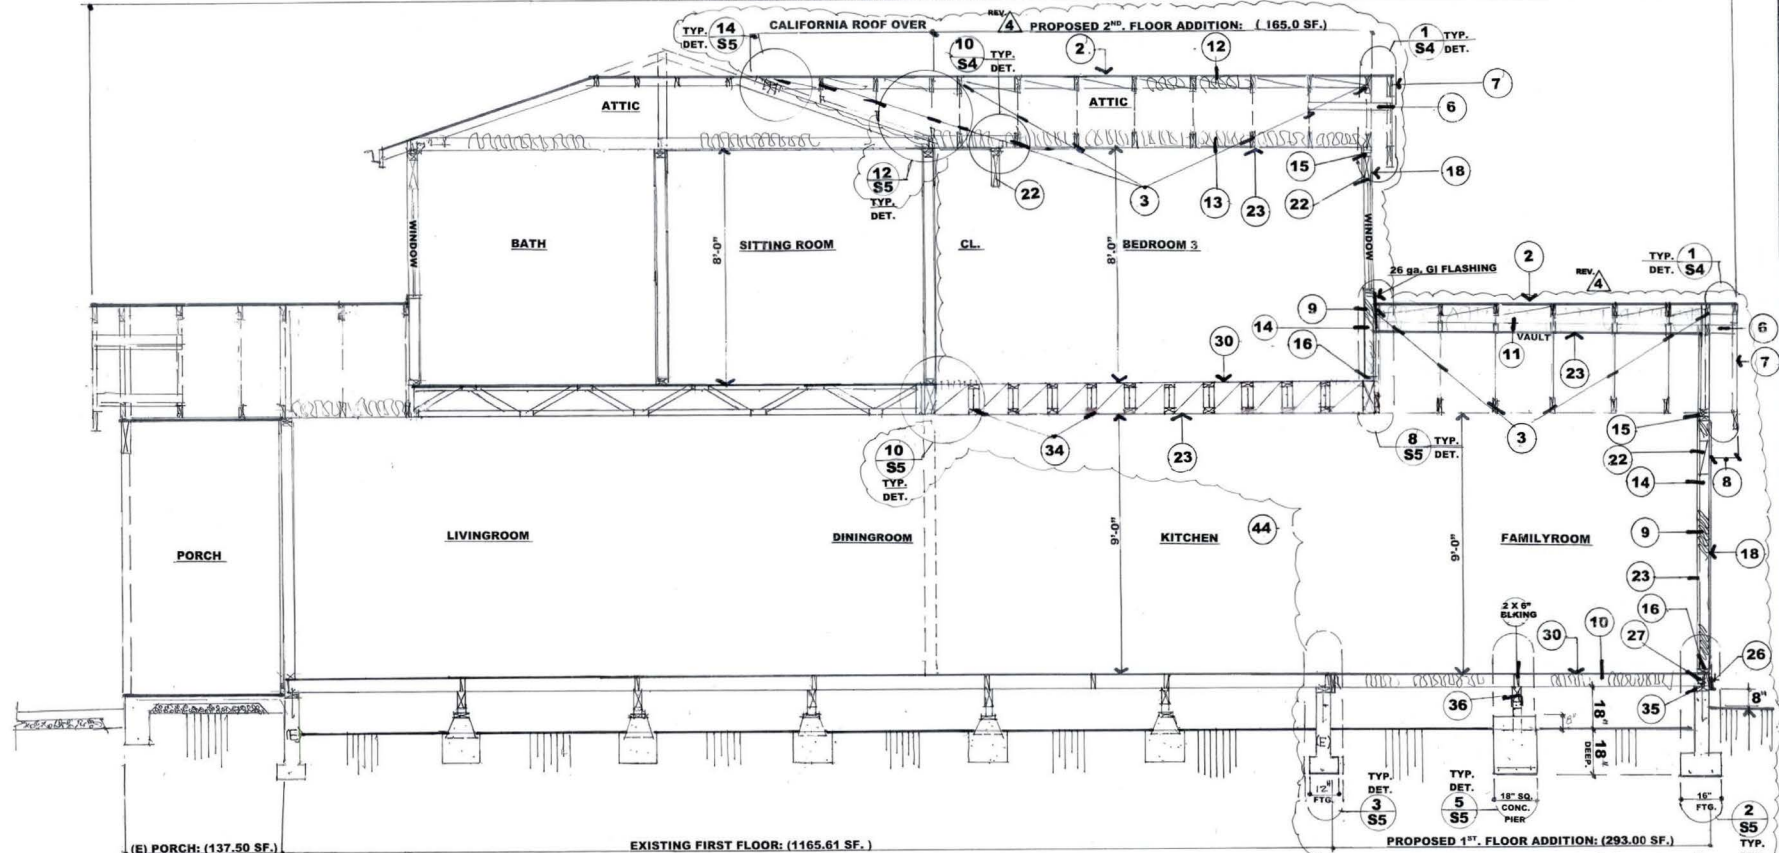 CALIFORNIA ROOF OVER
REV.
4
PROPOSED 2ND. FLOOR ADDITION: ( 165.0 SF.)
TYP.
DET.
14
S5
10
S4
TYP.
DET.
2
12
1
S4
TYP.
DET.
7
ATTIC
ATTIC
6
15
18
12
S5
TYP.
DET.
22
3
13
23
22
WINDOW
BATH
SITTING ROOM
8'-0"
CL.
8'.0"
BEDROOM 3
WINDOW
26 ga. GI FLASHING
2
REV.
4
TYP.
DET.
1
S4
9
14
16
30
VAULT
11
23
6
7
34
23
8
S5
TYP.
DET.
3
15
22
14
8
10
S5
TYP.
DET.
PORCH
LIVINGROOM
DININGROOM
9'-0"
KITCHEN
44
9'-0"
FAMILYROOM
9
18
23
2 X 6"
BLKING
16
27
30
10
26
36
35
8"
8"
18"
18"
DEEP.
12"
FTG.
TYP.
DET.
3
S5
TYP.
DET.
5
S5
18" SQ.
CONC.
PIER
16"
FTG.
2
S5
TYP.
(E) PORCH: (137.50 SF.)
EXISTING FIRST FLOOR: (1165.61 SF. )
PROPOSED 1ST. FLOOR ADDITION: (293.00 SF.)